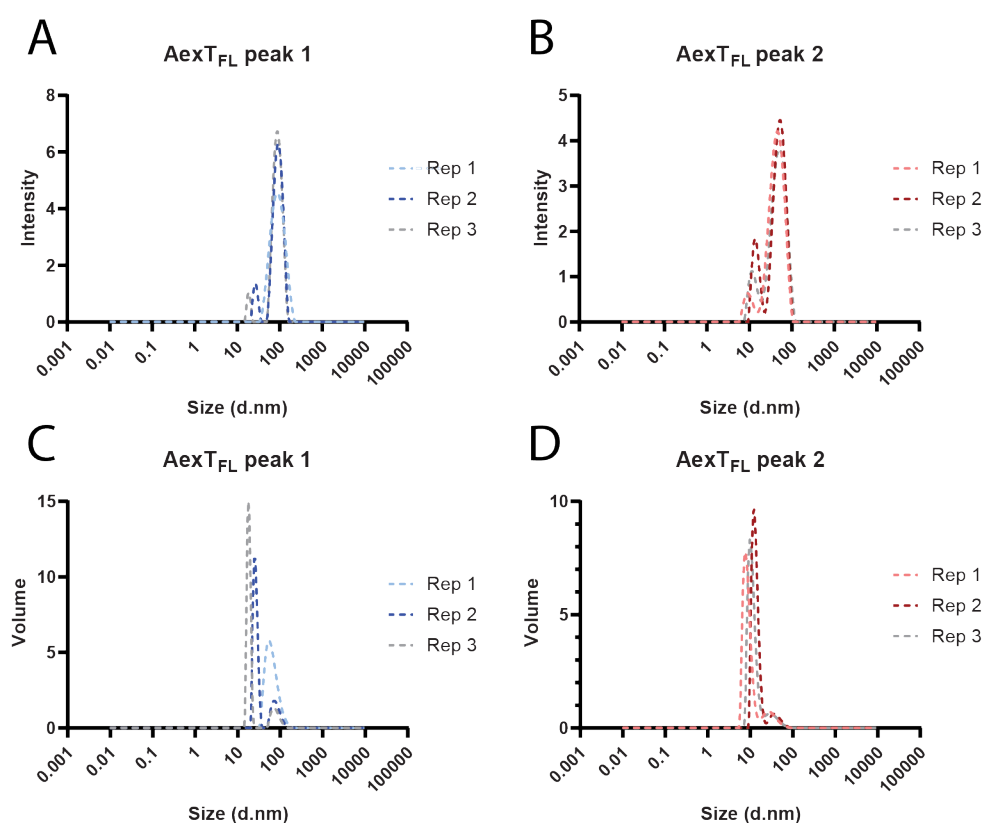 A
AexTFL peak 1
8
6
4
2
0
Intensity
0.001 0.01 0.1 1 10 100 1000 10000 100000
Size (d.nm)
Rep 1
Rep 2
Rep 3
B
AexTFL peak 2
5
4
3
2
1
0
Intensity
0.001 0.01 0.1 1 10 100 1000 10000 100000
Size (d.nm)
Rep 1
Rep 2
Rep 3
C
AexTFL peak 1
15
10
5
0
Volume
0.001 0.01 0.1 1 10 100 1000 10000 100000
Size (d.nm)
Rep 1
Rep 2
Rep 3
D
AexTFL peak 2
10
5
0
Volume
0.001 0.01 0.1 1 10 100 1000 10000 100000
Size (d.nm)
Rep 1
Rep 2
Rep 3